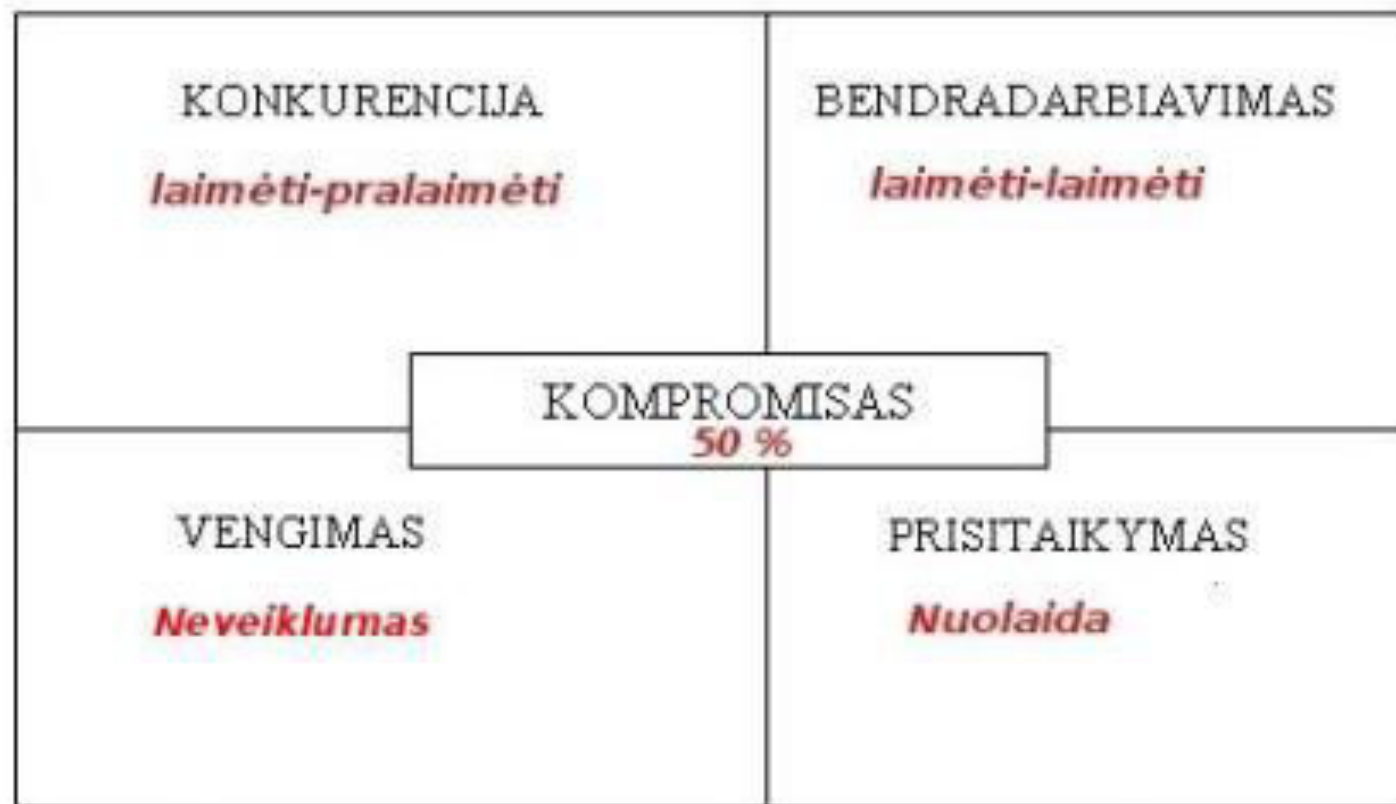 KONKURENCIJA
laimėti-pralaimėti
BENDRADARBIAVIMAS
laimėti-laimėti
KOMPROMISAS
50 %
VENGIMAS
Neveiklumas
PRISITAIKYMAS
Nuolaida